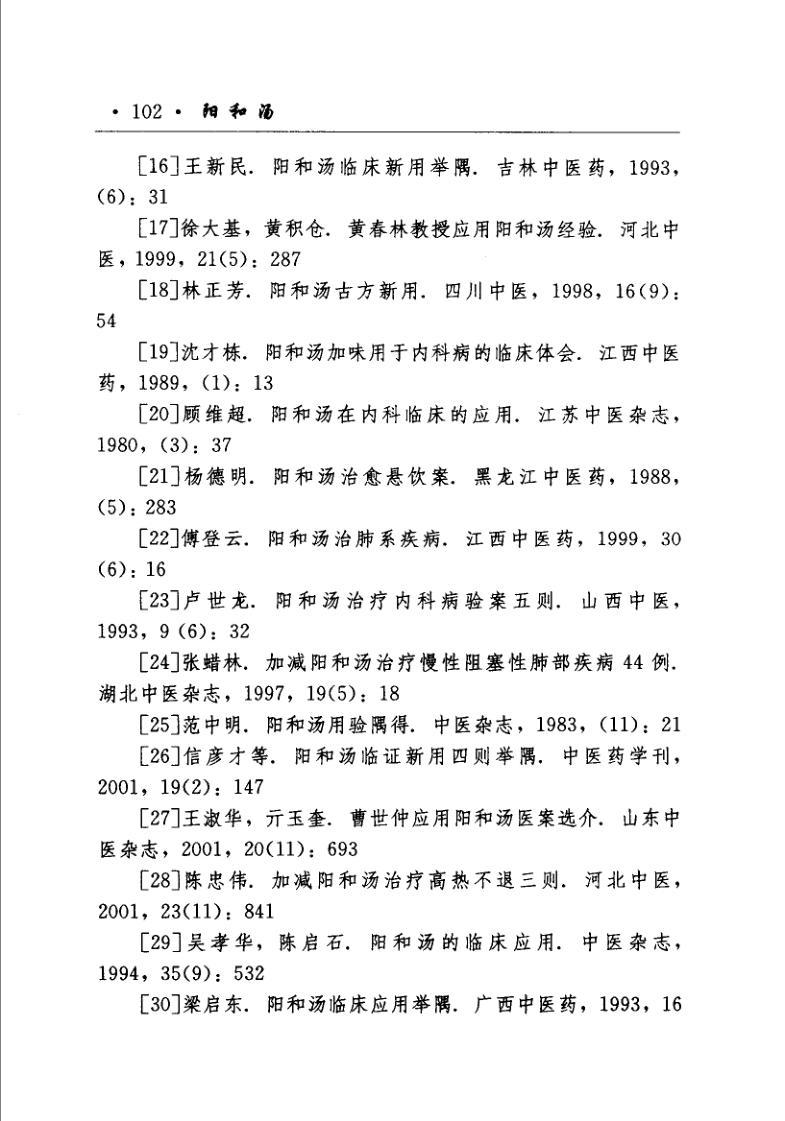 · 102 · 阳和汤
[16]王新民. 阳和汤临床新用举隅. 吉林中医药，1993，
(6)：31
[17]徐大基，黄积仓. 黄春林教授应用阳和汤经验. 河北中
医，1999，21(5)：287
[18]林正芳. 阳和汤古方新用. 四川中医，1998，16(9)：
54
[19]沈才栋. 阳和汤加味用于内科病的临床体会. 江西中医
药，1989，(1)：13
[20]顾维超. 阳和汤在内科临床的应用. 江苏中医杂志，
1980，(3)：37
[21]杨德明. 阳和汤治愈悬饮案. 黑龙江中医药，1988，
(5)：283
[22]傅登云. 阳和汤治肺系疾病. 江西中医药，1999，30
(6)：16
[23]卢世龙. 阳和汤治疗内科病验案五则. 山西中医，
1993，9 (6)：32
[24]张蜡林. 加减阳和汤治疗慢性阻塞性肺部疾病 44 例.
湖北中医杂志，1997，19(5)：18
[25]范中明. 阳和汤用验隅得. 中医杂志，1983，(11)：21
[26]信彦才等. 阳和汤临证新用四则举隅. 中医药学刊，
2001，19(2)：147
[27]王淑华，亓玉奎. 曹世仲应用阳和汤医案选介. 山东中
医杂志，2001，20(11)：693
[28]陈忠伟. 加减阳和汤治疗高热不退三则. 河北中医，
2001，23(11)：841
[29]吴孝华，陈启石. 阳和汤的临床应用. 中医杂志，
1994，35(9)：532
[30]梁启东. 阳和汤临床应用举隅. 广西中医药，1993，16